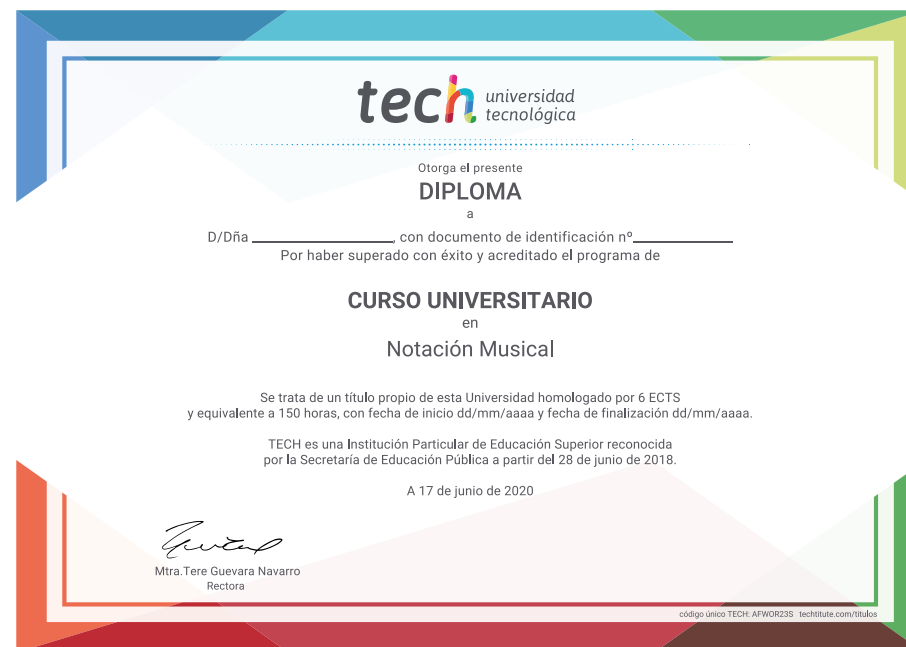 tech universidad
tecnológica
Otorga el presente
DIPLOMA
a
D/Dña ____________________, con documento de identificación nº______________
Por haber superado con éxito y acreditado el programa de
CURSO UNIVERSITARIO
en
Notación Musical
Se trata de un título propio de esta Universidad homologado por 6 ECTS
y equivalente a 150 horas, con fecha de inicio dd/mm/aaaa y fecha de finalización dd/mm/aaaa.
TECH es una Institución Particular de Educación Superior reconocida
por la Secretaría de Educación Pública a partir del 28 de junio de 2018.
A 17 de junio de 2020
Mtra.Tere Guevara Navarro
Rectora
código único TECH: AFWOR23S techtitute.com/titulos